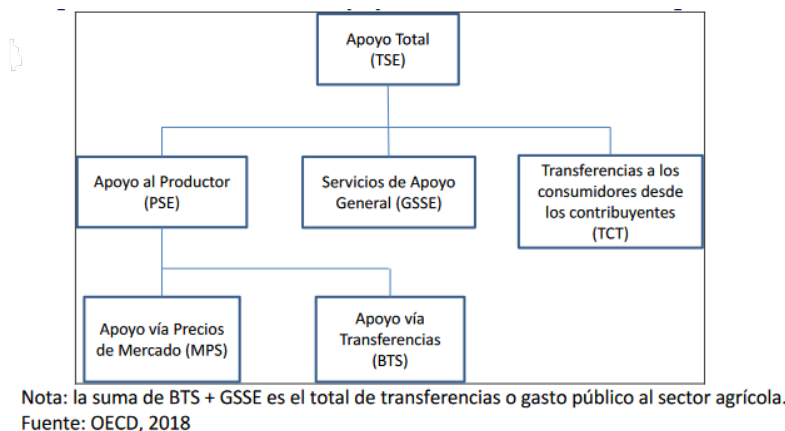 Apoyo Total
(TSE)
Apoyo al Productor
(PSE)
Servicios de Apoyo
General (GSSE)
Transferencias a los
consumidores desde
los contribuyentes
(TCT)
Apoyo vía Precios
de Mercado (MPS)
Apoyo vía
Transferencias
(BTS)
Nota: la suma de BTS + GSSE es el total de transferencias o gasto público al sector agrícola.
Fuente: OECD, 2018